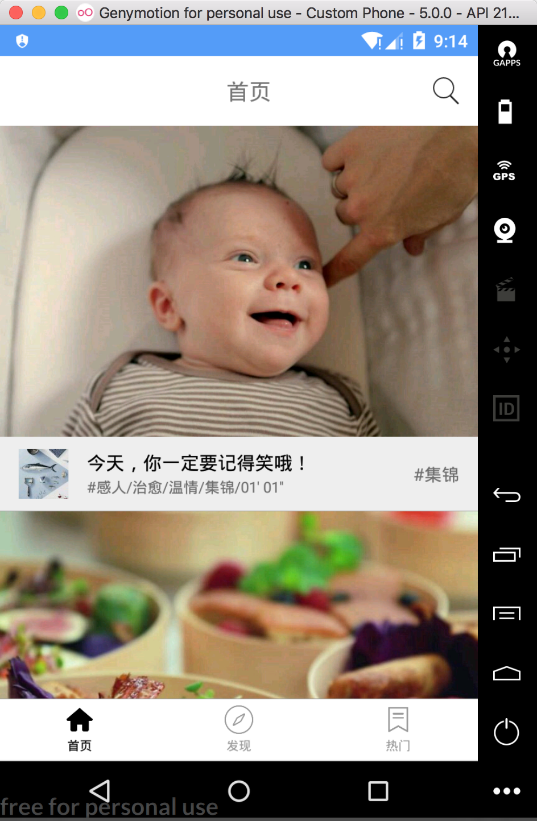 Genymotion for personal use - Custom Phone - 5.0.0 - API 21...
9:14
GAPPS
首页
GPS
ID
今天，你一定要记得笑哦！
#感人/治愈/温情/集锦/01' 01"
#集锦
首页
发现
热门
free for personal use